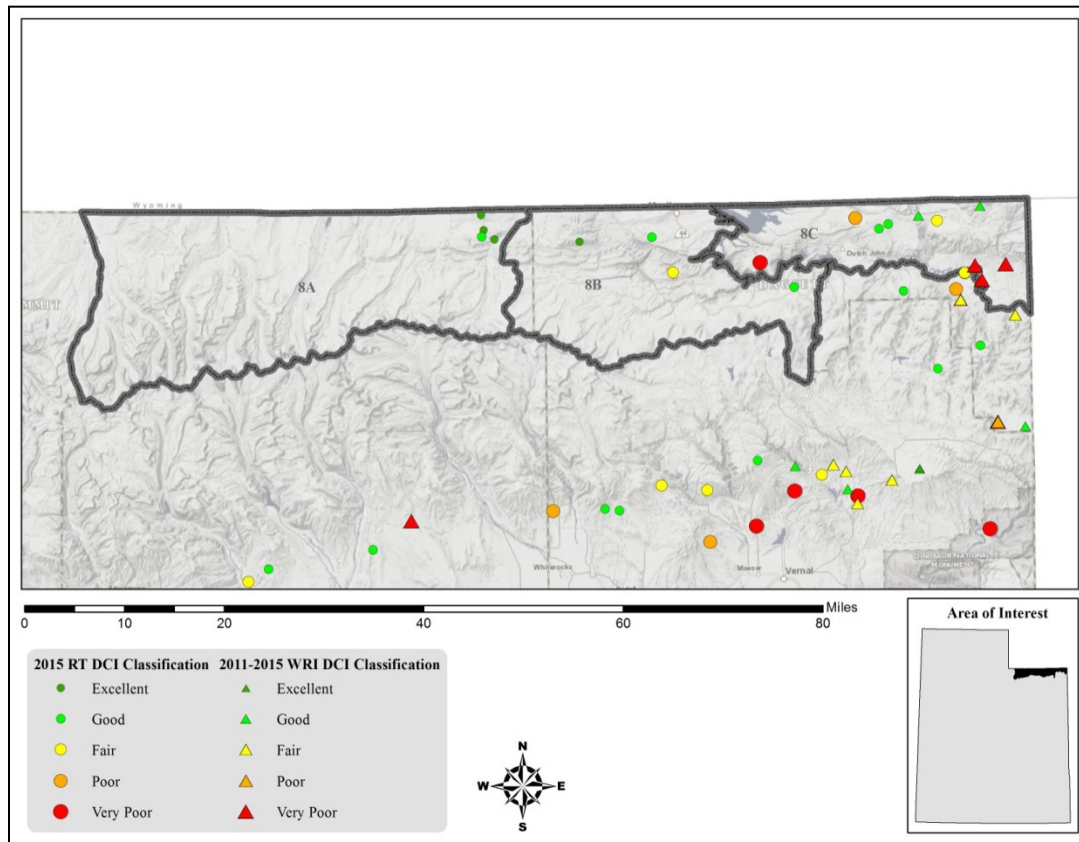 Wyoming
44
8A
8B
8C
Dutch John
Vernal
DINOSAUR NATIONAL
MONUMENT
Miles
0 10 20 40 60 80
Area of Interest
2015 RT DCI Classification 2011-2015 WRI DCI Classification
Excellent Excellent
Good Good
Fair Fair
Poor Poor
Very Poor Very Poor
N
W E
S